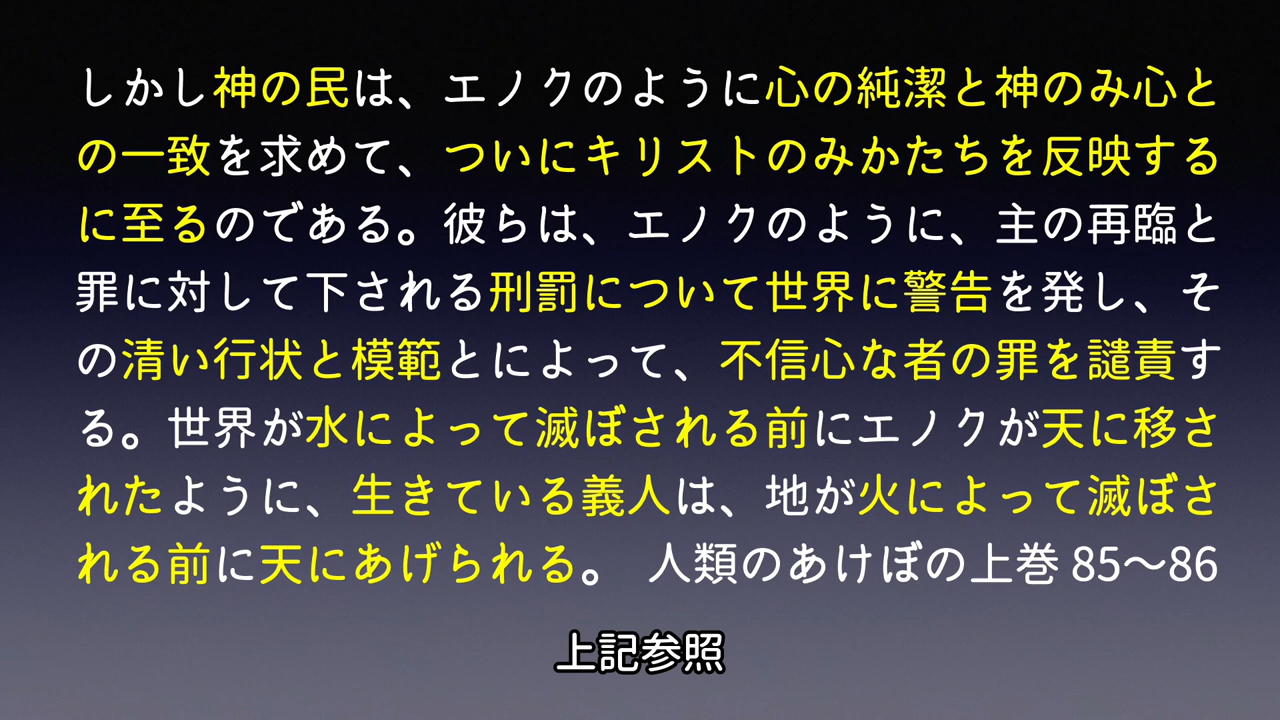 しかし神の民は、エノクのように心の純潔と神のみ心と
の一致を求めて、ついにキリストのみかたちを反映する
に至るのである。彼らは、エノクのように、主の再臨と
罪に対して下される刑罰について世界に警告を発し、そ
の清い行状と模範とによって、不信心な者の罪を譴責す
る。世界が水によって滅ぼされる前にエノクが天に移さ
れたように、生きている義人は、地が火によって滅ぼさ
れる前に天にあげられる。 人類のあけぼの上巻 85〜86
上記参照